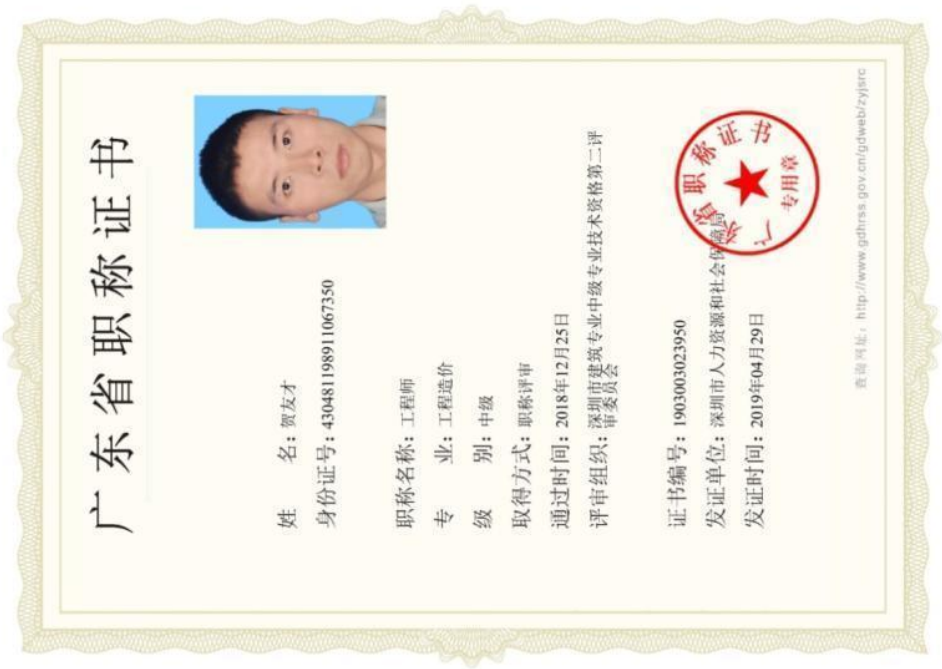 广东省职称证书
姓 名：贺友才
身份证号：430481198911067350
职称名称：工程师
专 业：工程造价
级 别：中级
取得方式：职称评审
通过时间：2018年12月25日
评审组织：深圳市建筑专业中级专业技术资格第二评
审委员会
证书编号：1903003023950
发证单位：深圳市人力资源和社会保障局
发证时间：2019年04月29日
广东省职称证书
专用章
查询网址：http://www.gdhrss.gov.cn/gdweb/zyjsrc